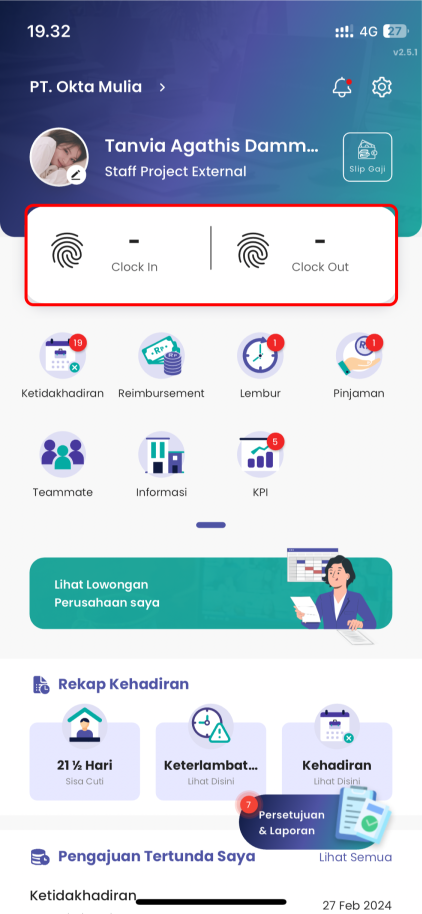 19.32
4G 27
v2.5.1
PT. Okta Mulia
Tanvia Agathis Damm...
Staff Project External
Slip Gaji
-
-
Clock In
Clock Out
19
1
1
Rp
R
Ketidakhadiran
Reimbursement
Lembur
Pinjaman
5
Teammate
Informasi
KPI
Lihat Lowongan
Perusahaan saya
Rekap Kehadiran
21 ½ Hari
Sisa Cuti
Keterlambat...
Lihat Disini
Kehadiran
Lihat Disini
7
Persetujuan
& Laporan
Pengajuan Tertunda Saya
Lihat Semua
Ketidakhadiran
27 Feb 2024